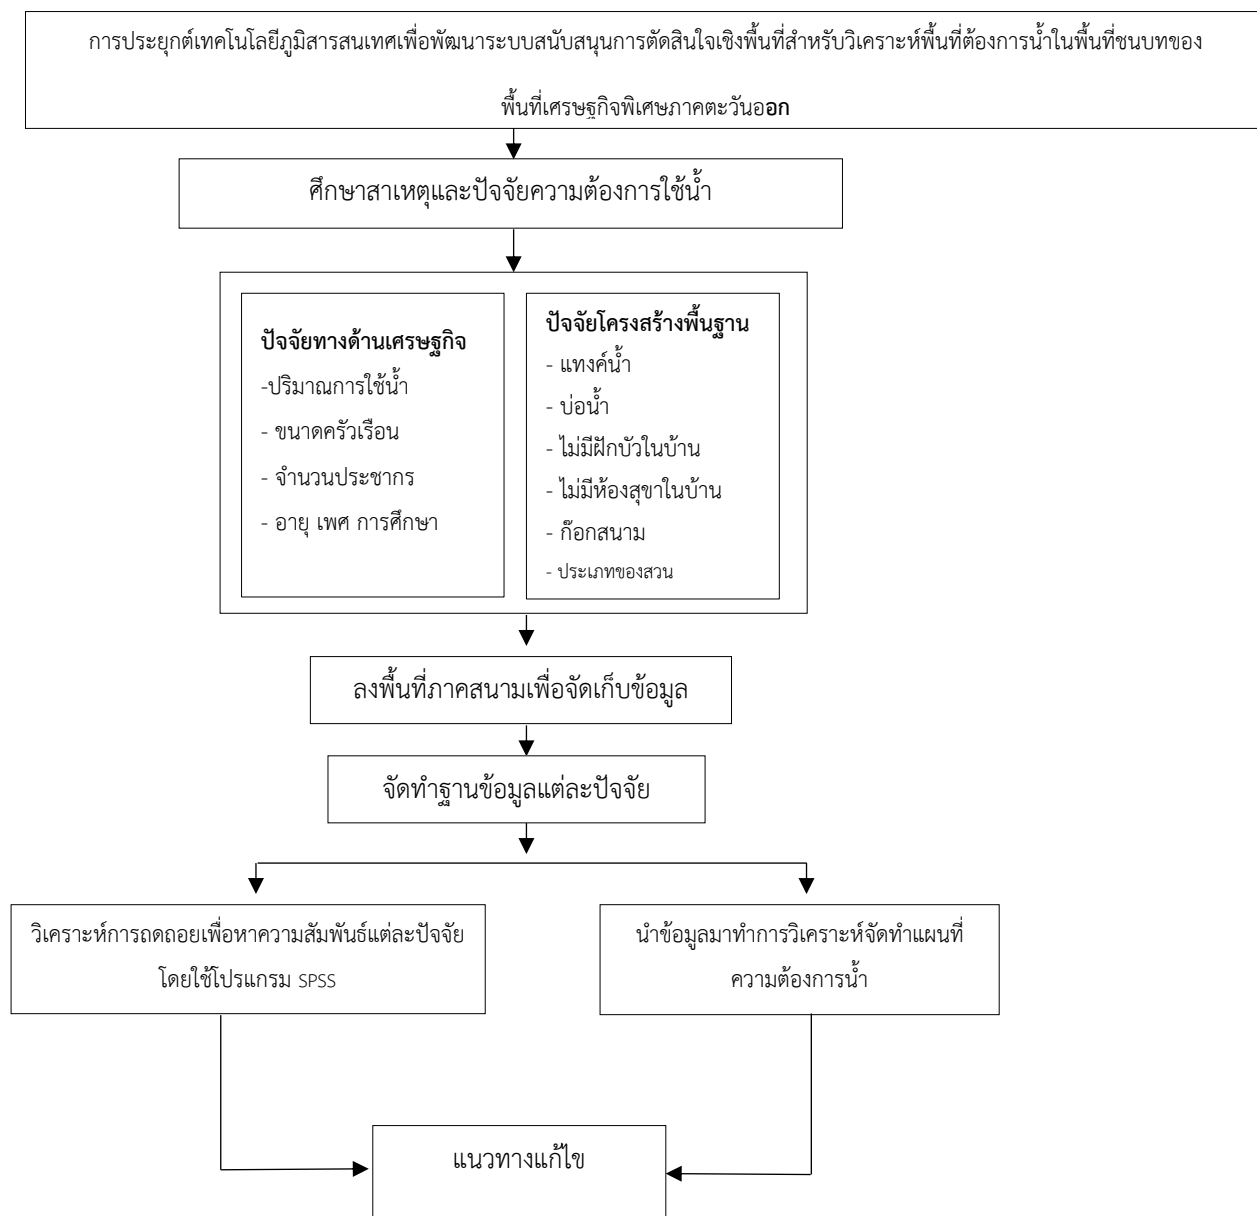 การประยุกต์เทคโนโลยีภูมิสารสนเทศเพื่อพัฒนาระบบสนับสนุนการตัดสินใจเชิงพื้นที่สำหรับวิเคราะห์พื้นที่ต้องการน้ำในพื้นที่ชนบทของ
พื้นที่เศรษฐกิจพิเศษภาคตะวันออก
ศึกษาสาเหตุและปัจจัยความต้องการใช้น้ำ
ปัจจัยทางด้านเศรษฐกิจ
-ปริมาณการใช้น้ำ
- ขนาดครัวเรือน
- จำนวนประชากร
- อายุ เพศ การศึกษา
ปัจจัยโครงสร้างพื้นฐาน
- แทงค์น้ำ
- บ่อน้ำ
- ไม่มีฝักบัวในบ้าน
- ไม่มีห้องสุขาในบ้าน
- ก๊อกสนาม
- ประเภทของสวน
ลงพื้นที่ภาคสนามเพื่อจัดเก็บข้อมูล
จัดทำฐานข้อมูลแต่ละปัจจัย
วิเคราะห์การถดถอยเพื่อหาความสัมพันธ์แต่ละปัจจัย
โดยใช้โปรแกรม SPSS
นำข้อมูลมาทำการวิเคราะห์จัดทำแผนที่
ความต้องการน้ำ
แนวทางแก้ไข